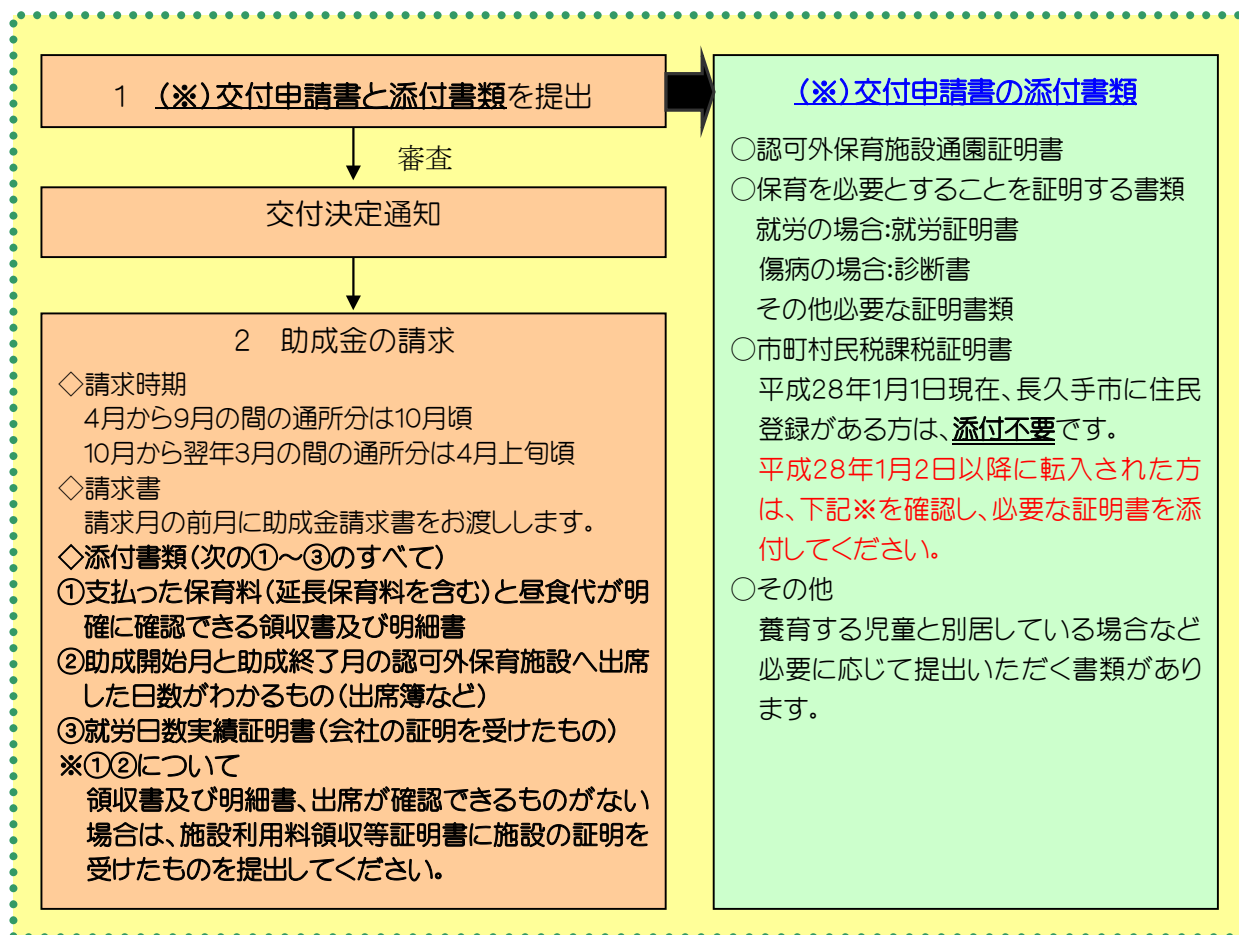 1 (※)交付申請書と添付書類を提出
審査
交付決定通知
2 助成金の請求
◇請求時期
4月から9月の間の通所分は10月頃
10月から翌年3月の間の通所分は4月上旬頃
◇請求書
請求月の前月に助成金請求書をお渡しします。
◇添付書類(次の①～③のすべて)
①支払った保育料(延長保育料を含む)と昼食代が明
確に確認できる領収書及び明細書
②助成開始月と助成終了月の認可外保育施設へ出席
した日数がわかるもの(出席簿など)
③就労日数実績証明書(会社の証明を受けたもの)
※①②について
領収書及び明細書、出席が確認できるものがない
場合は、施設利用料領収等証明書に施設の証明を
受けたものを提出してください。
(※)交付申請書の添付書類
○認可外保育施設通園証明書
○保育を必要とすることを証明する書類
就労の場合:就労証明書
傷病の場合:診断書
その他必要な証明書類
○市町村民税課税証明書
平成28年1月1日現在、長久手市に住民
登録がある方は、添付不要です。
平成28年1月2日以降に転入された方
は、下記※を確認し、必要な証明書を添
付してください。
○その他
養育する児童と別居している場合など
必要に応じて提出いただく書類があり
ます。